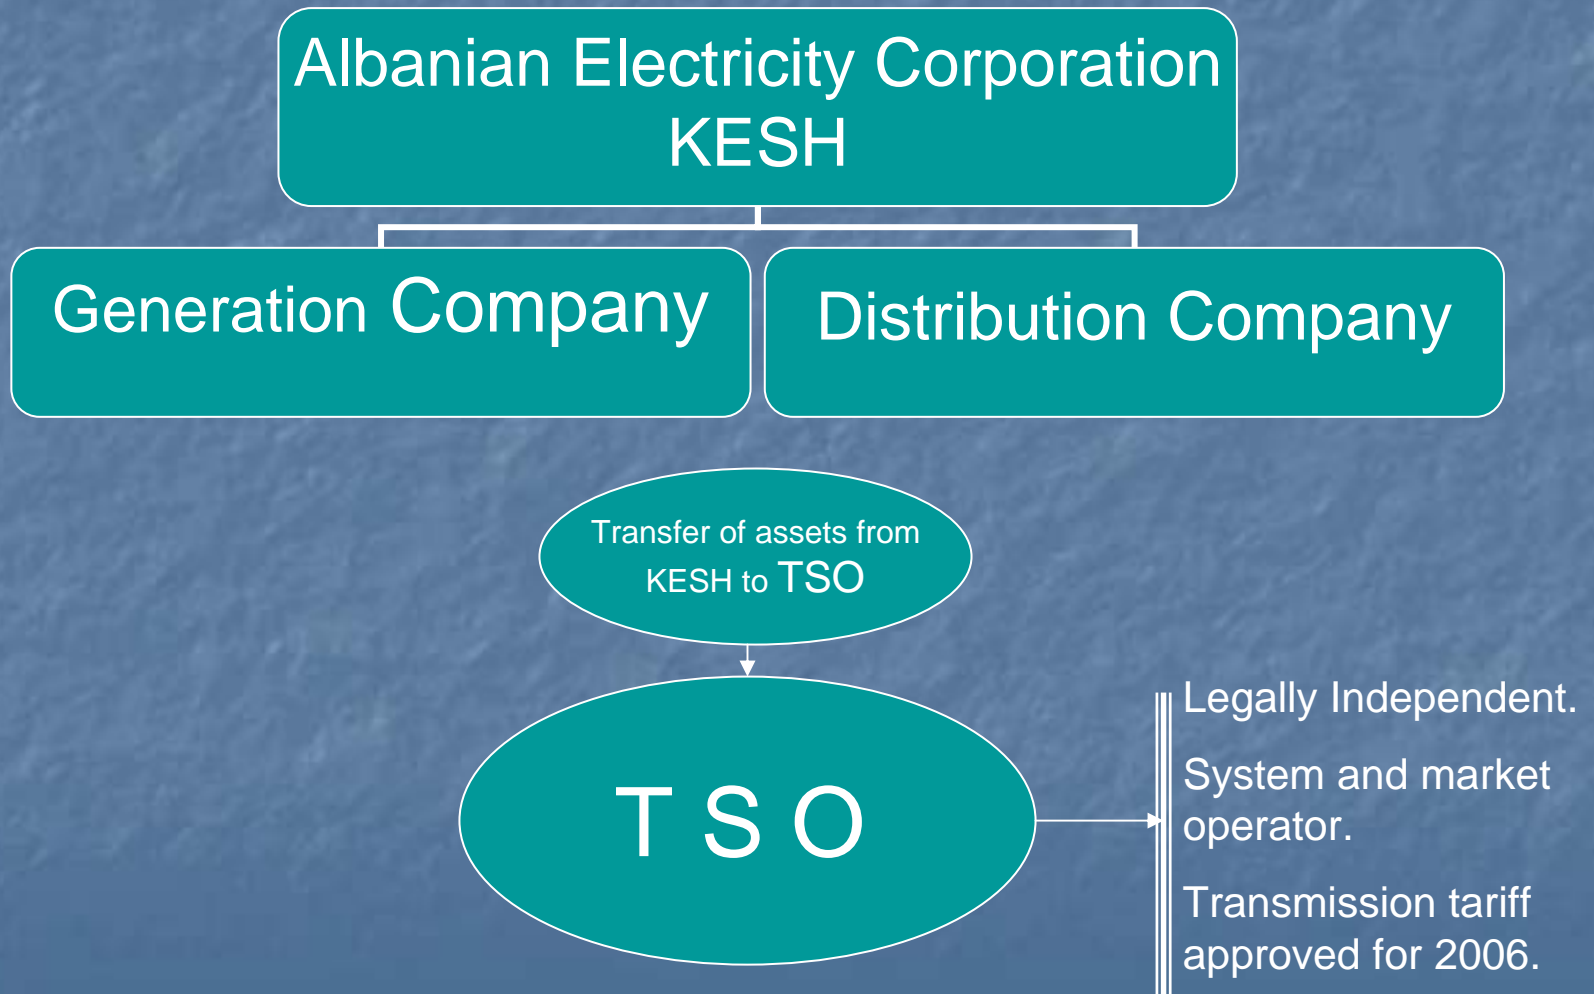 Albanian Electricity Corporation
KESH
Generation Company
Distribution Company
Transfer of assets from
KESH to TSO
T S O
Legally Independent.
System and market
operator.
Transmission tariff
approved for 2006.